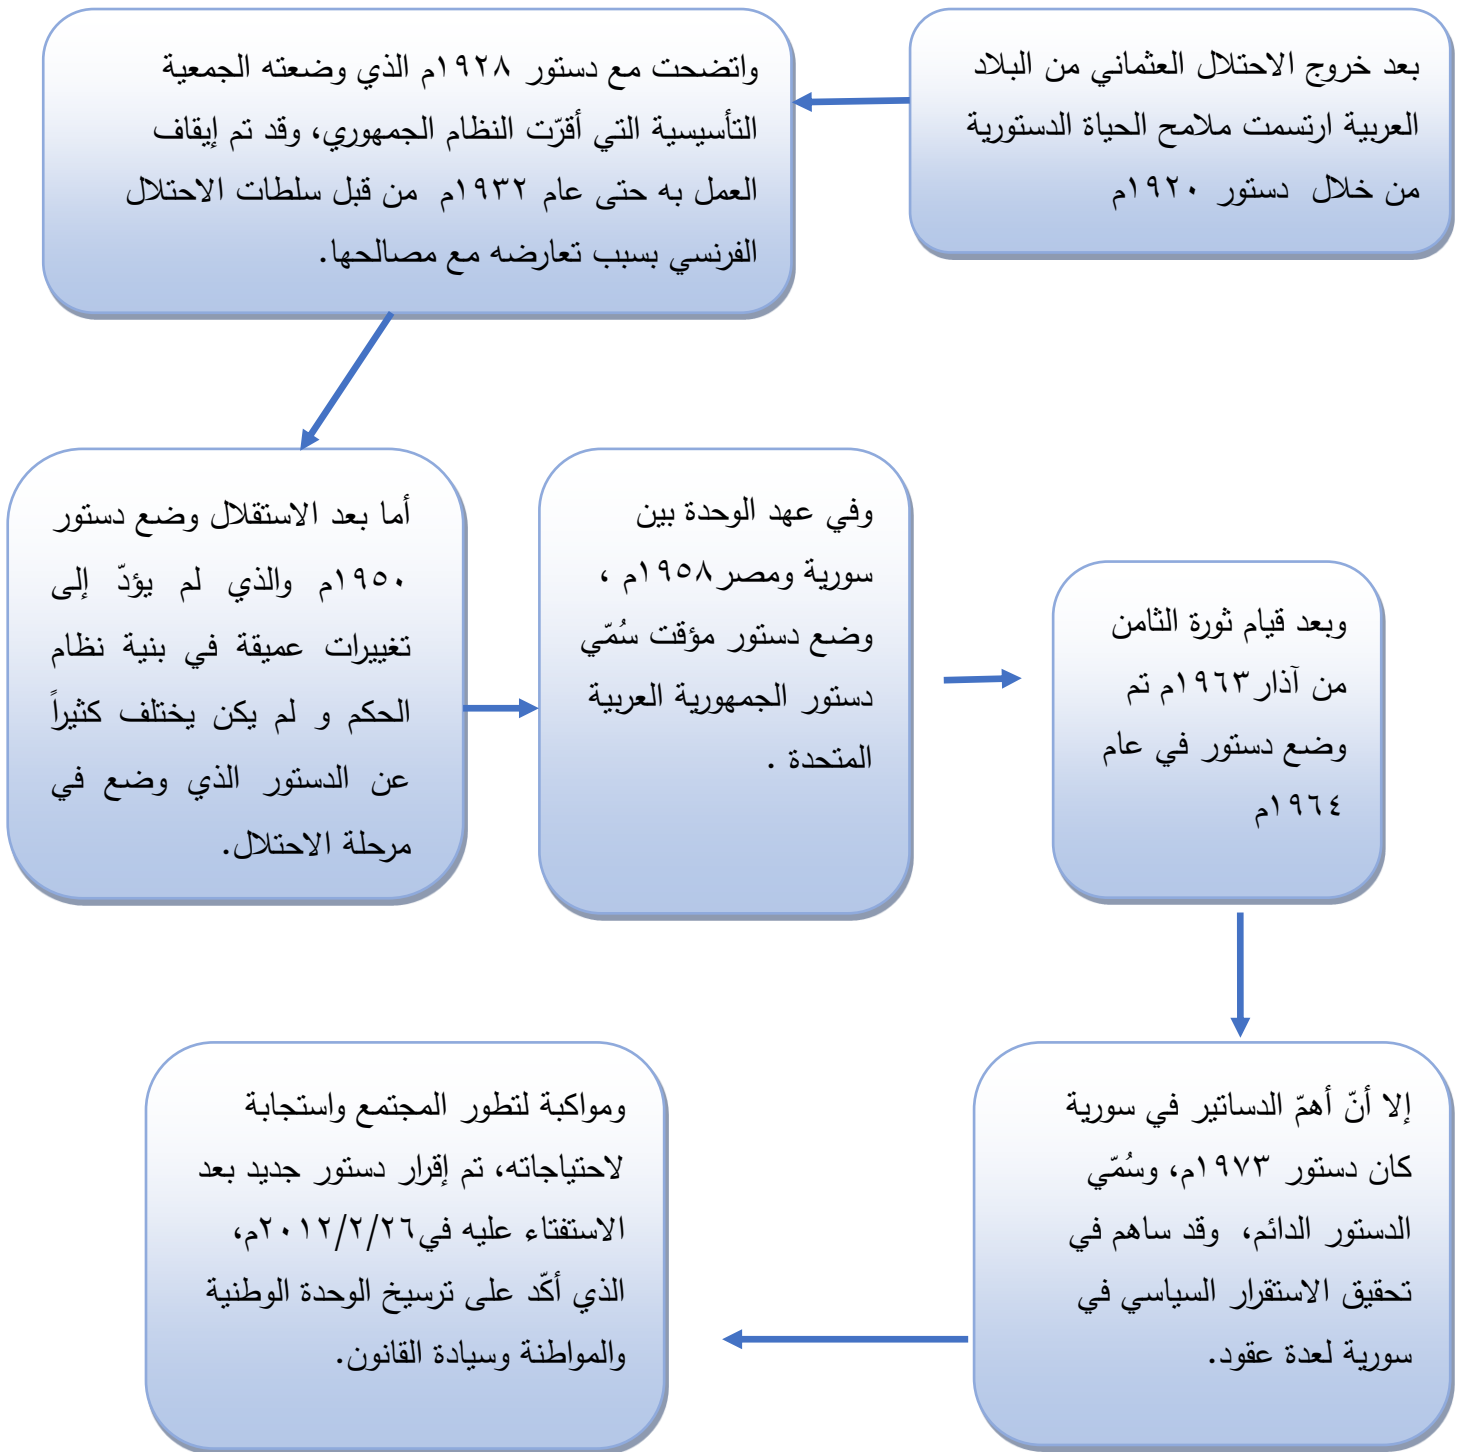 بعد خروج الاحتلال العثماني من البلاد
العربية ارتسمت ملامح الحياة الدستورية
من خلال دستور ١٩٢٠م
واتضحت مع دستور ١٩٢٨م الذي وضعته الجمعية
التأسيسية التي أقرّت النظام الجمهوري، وقد تم إيقاف
العمل به حتى عام ١٩٣٢م من قبل سلطات الاحتلال
الفرنسي بسبب تعارضه مع مصالحها.
أما بعد الاستقلال وضع دستور
١٩٥٠م والذي لم يؤدّ إلى
تغييرات عميقة في بنية نظام
الحكم و لم يكن يختلف كثيراً
عن الدستور الذي وضع في
مرحلة الاحتلال.
وفي عهد الوحدة بين
سورية ومصر١٩٥٨م ،
وضع دستور مؤقت سُمّي
دستور الجمهورية العربية
المتحدة .
وبعد قيام ثورة الثامن
من آذار١٩٦٣م تم
وضع دستور في عام
١٩٦٤م
إلا أنّ أهمّ الدساتير في سورية
كان دستور ١٩٧٣م، وسُمّي
الدستور الدائم، وقد ساهم في
تحقيق الاستقرار السياسي في
سورية لعدة عقود.
ومواكبة لتطور المجتمع واستجابة
لاحتياجاته، تم إقرار دستور جديد بعد
الاستفتاء عليه في٢٠١٢/٢/٢٦م،
الذي أكّد على ترسيخ الوحدة الوطنية
والمواطنة وسيادة القانون.